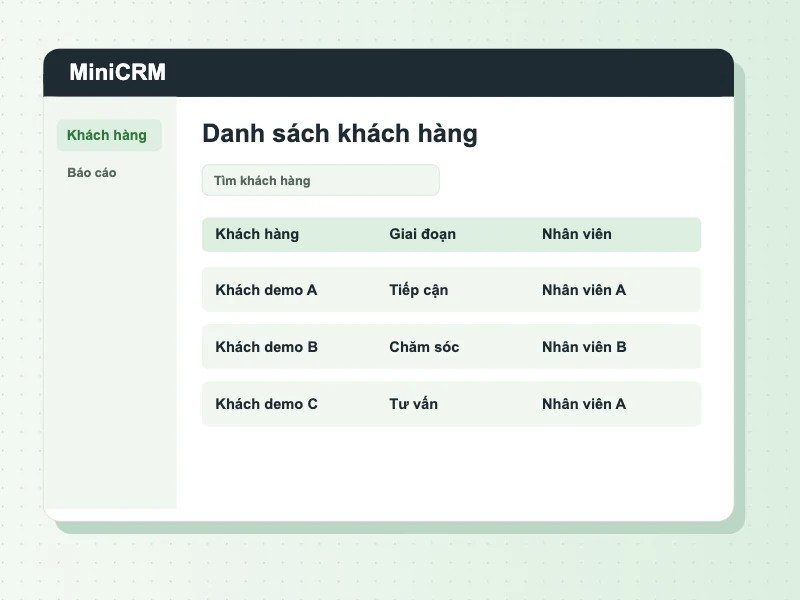 MiniCRM
Khách hàng
Báo cáo
Danh sách khách hàng
Tìm khách hàng
Khách hàng Giai đoạn Nhân viên
Khách demo A Tiếp cận Nhân viên A
Khách demo B Chăm sóc Nhân viên B
Khách demo C Tư vấn Nhân viên A